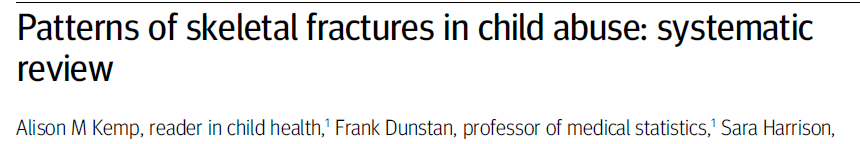 Patterns of skeletal fractures in child abuse: systematic
review
Alison M Kemp, reader in child health,¹ Frank Dunstan, professor of medical statistics,¹ Sara Harrison,